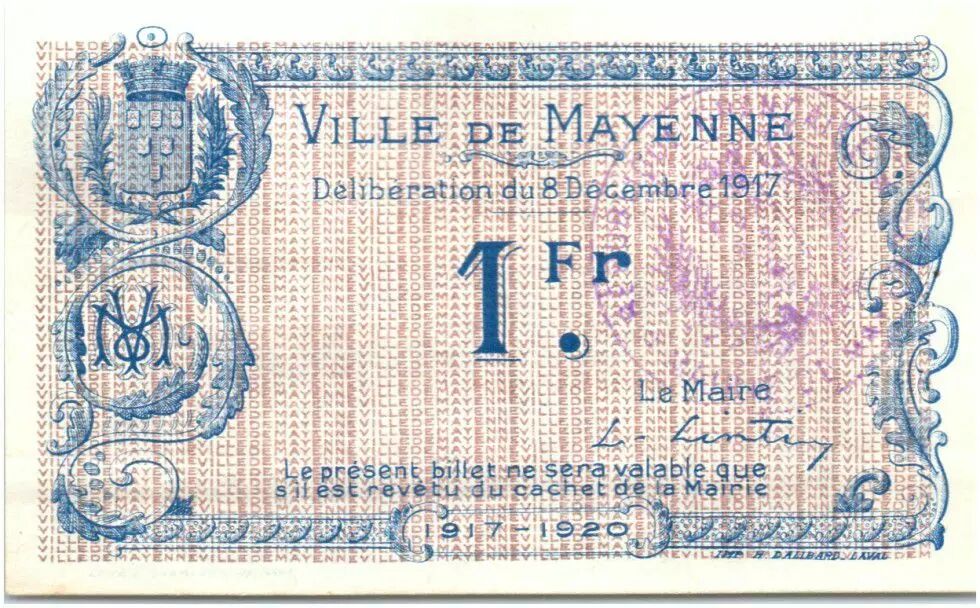 VILLE DE MAYENNE
Déliberation du 8 Décembre 1917
1 Fr.
Le Maire
Le présent billet ne sera valable que
s'il est revêtu du cachet de la Mairie
1917-1920